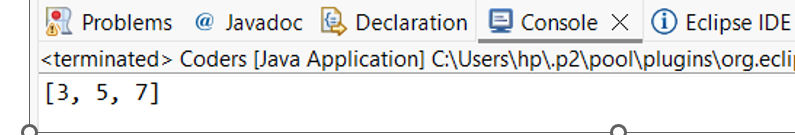 Problems @ Javadoc Declaration Console Eclipse IDE
<terminated> Coders [Java Application] C:\Users\hp\.p2\pool\plugins\org.ecli
[3, 5, 7]